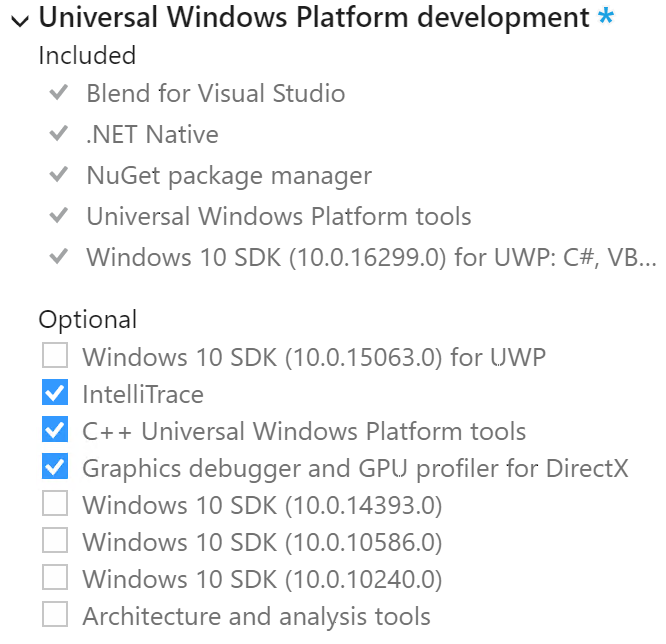 Universal Windows Platform development *
Included
Blend for Visual Studio
.NET Native
NuGet package manager
Universal Windows Platform tools
Windows 10 SDK (10.0.16299.0) for UWP: C#, VB...
Optional
Windows 10 SDK (10.0.15063.0) for UWP
IntelliTrace
C++ Universal Windows Platform tools
Graphics debugger and GPU profiler for DirectX
Windows 10 SDK (10.0.14393.0)
Windows 10 SDK (10.0.10586.0)
Windows 10 SDK (10.0.10240.0)
Architecture and analysis tools